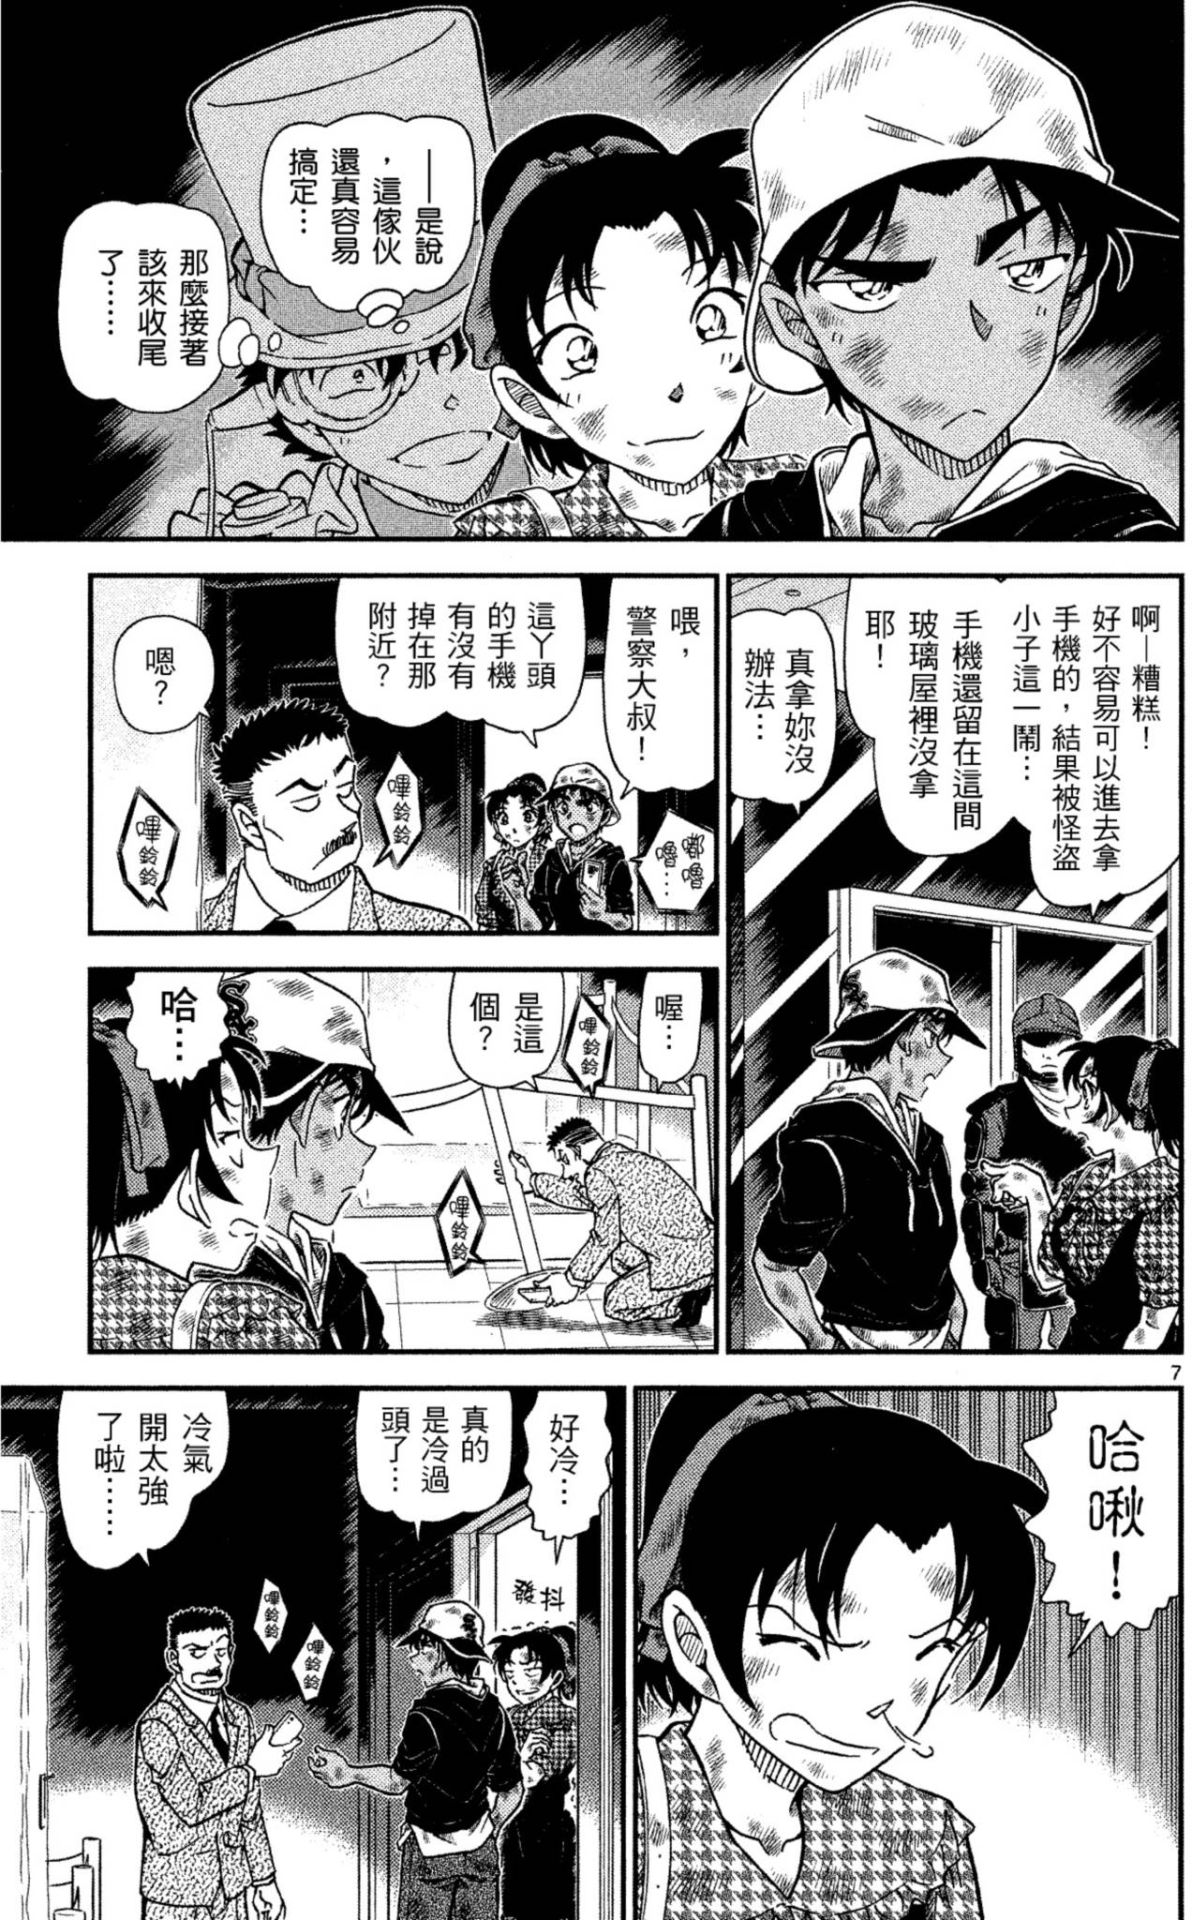 ——是說
，這傢伙
還真容易
搞定…
那麼接著
該來收尾
了……
啊—糟糕！
好不容易可以進去拿
手機的，結果被怪盜
小子這一鬧…
手機還留在這間
玻璃屋裡沒拿
耶！
真拿妳沒
辦法…
喂，
警察大叔！
這丫頭
的手機
有沒有
掉在那
附近？
嘟嚕
嚕…
嗯？
嗶鈴鈴
嗶鈴鈴
喔…
是這
個？
嗶鈴鈴
嗶鈴鈴
哈…
7
哈啾！
好冷…
發抖
真的
是冷過
頭了…
冷氣
開太強
了啦……
嗶鈴鈴
嗶鈴鈴